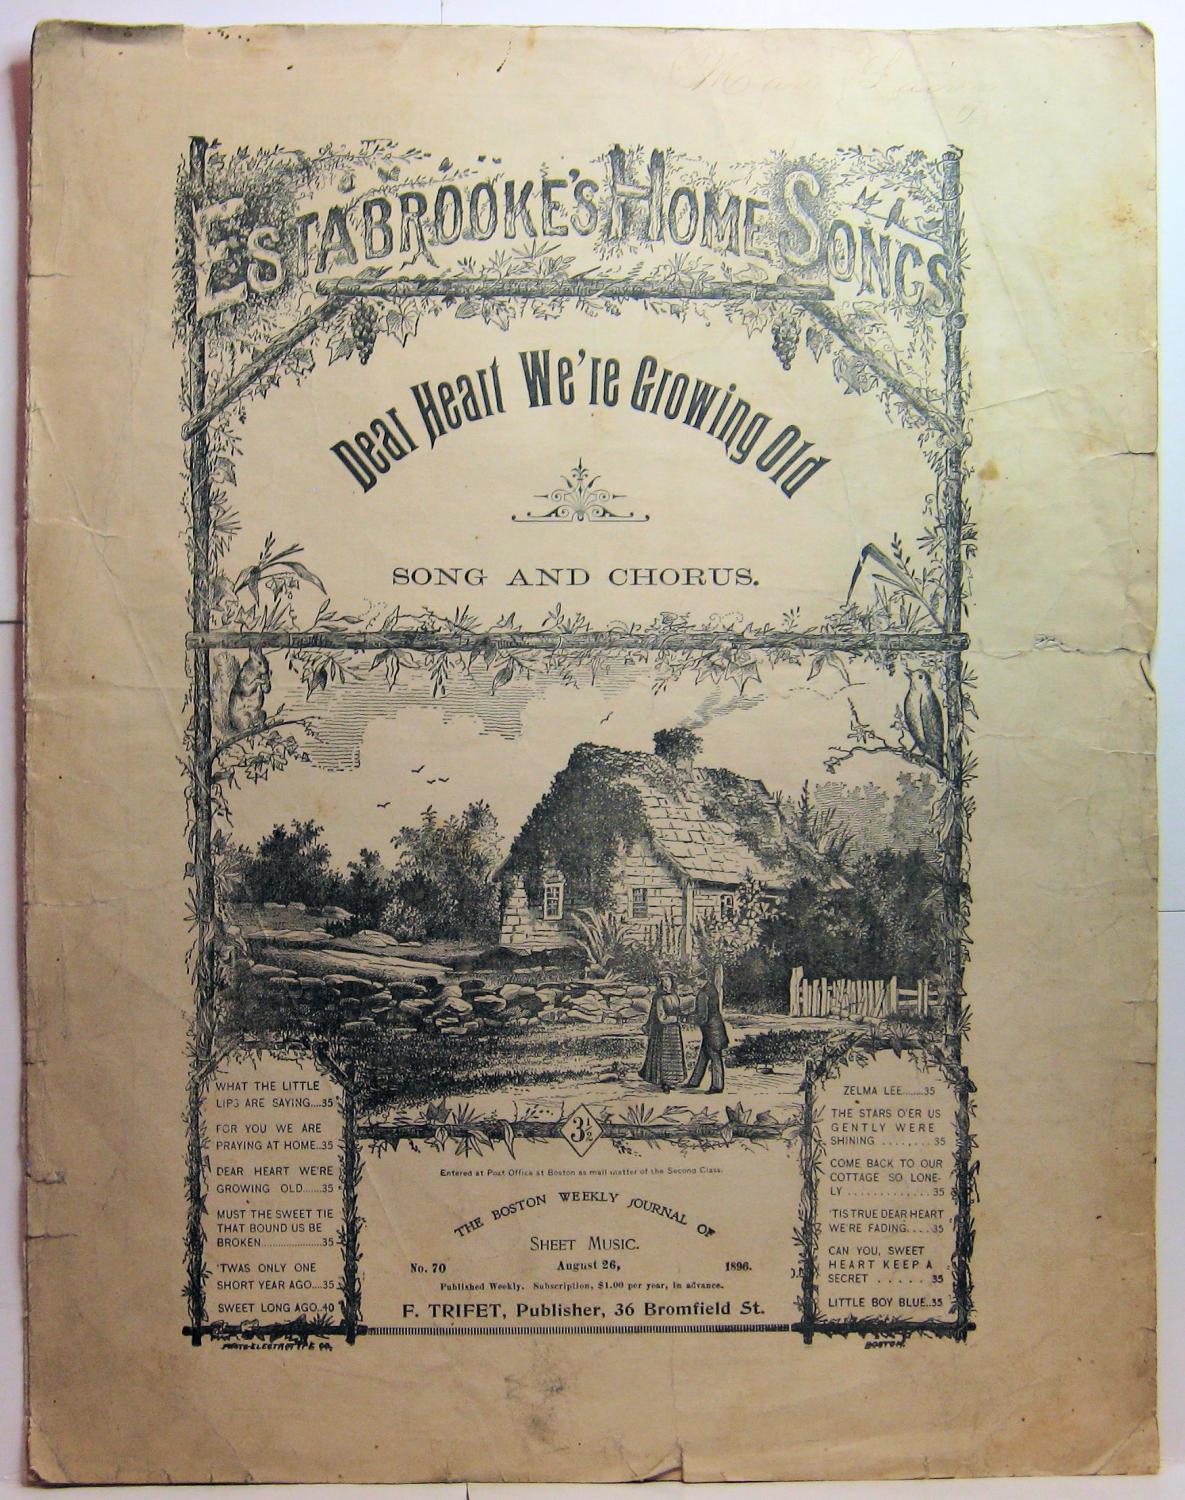 ESTABROOKE'S HOME SONGS
Dear Heart We're Growing Old
SONG AND CHORUS.
WHAT THE LITTLE
LIPS ARE SAYING....35
FOR YOU WE ARE
PRAYING AT HOME..35
DEAR HEART WE'RE
GROWING OLD......35
MUST THE SWEET TIE
THAT BOUND US BE
BROKEN..................35
'TWAS ONLY ONE
SHORT YEAR AGO...35
SWEET LONG AGO.40
3½
Entered at Post Office at Boston as mail matter of the Second Class.
THE BOSTON WEEKLY JOURNAL OF
SHEET MUSIC.
No. 70 August 26, 1896.
Published Weekly. Subscription, $1.00 per year, in advance.
F. TRIFET, Publisher, 36 Bromfield St.
ZELMA LEE.......35
THE STARS O'ER US
GENTLY WERE
SHINING ........35
COME BACK TO OUR
COTTAGE SO LONE-
LY .............35
'TIS TRUE DEAR HEART
WE'RE FADING....35
CAN YOU, SWEET
HEART KEEP A
SECRET ..... 35
LITTLE BOY BLUE..35
PHOTO-ELECTROTYPE CO.
BOSTON.